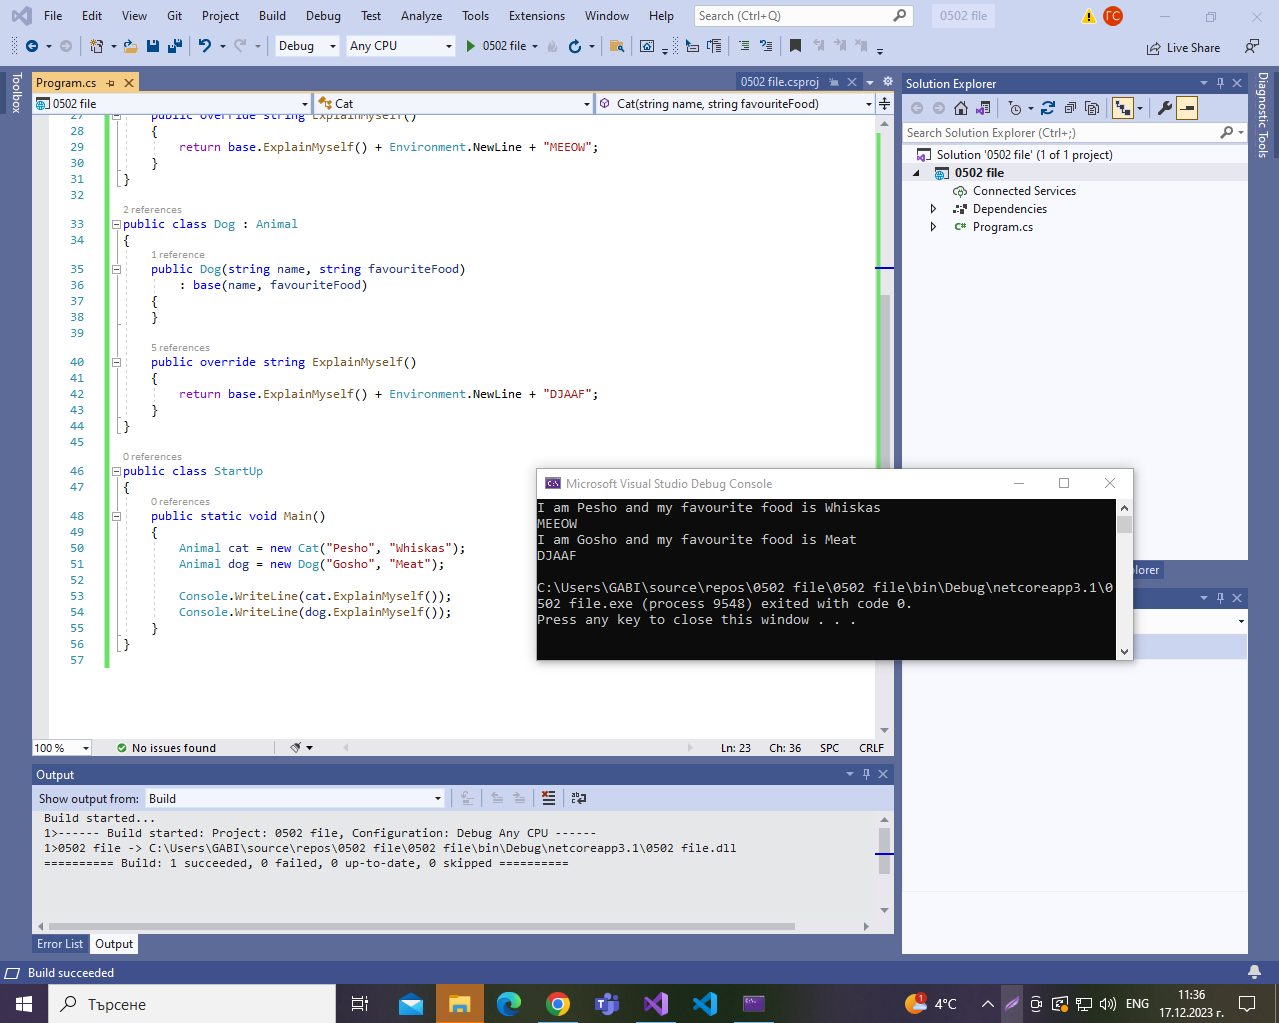 File Edit View Git Project Build Debug Test Analyze Tools Extensions Window Help Search (Ctrl+Q) 0502 file ГС
Debug Any CPU 0502 file Live Share
Toolbox
Program.cs 0502 file.csproj
0502 file Cat Cat(string name, string favouriteFood)
27 public override string ExplainMyself()
28 {
29 return base.ExplainMyself() + Environment.NewLine + "MEEOW";
30 }
31 }
32
2 references
33 public class Dog : Animal
34 {
1 reference
35 public Dog(string name, string favouriteFood)
36 : base(name, favouriteFood)
37 {
38 }
39
5 references
40 public override string ExplainMyself()
41 {
42 return base.ExplainMyself() + Environment.NewLine + "DJAAF";
43 }
44 }
45
0 references
46 public class StartUp
47 {
0 references
48 public static void Main()
49 {
50 Animal cat = new Cat("Pesho", "Whiskas");
51 Animal dog = new Dog("Gosho", "Meat");
52
53 Console.WriteLine(cat.ExplainMyself());
54 Console.WriteLine(dog.ExplainMyself());
55 }
56 }
57
100 % No issues found Ln: 23 Ch: 36 SPC CRLF
Microsoft Visual Studio Debug Console
I am Pesho and my favourite food is Whiskas
MEEOW
I am Gosho and my favourite food is Meat
DJAAF
C:\Users\GABI\source\repos\0502 file\0502 file\bin\Debug\netcoreapp3.1\0
502 file.exe (process 9548) exited with code 0.
Press any key to close this window . . .
Solution Explorer
Search Solution Explorer (Ctrl+;)
Solution '0502 file' (1 of 1 project)
0502 file
Connected Services
Dependencies
C# Program.cs
Diagnostic Tools
Output
Show output from: Build
Build started...
1>------ Build started: Project: 0502 file, Configuration: Debug Any CPU ------
1>0502 file -> C:\Users\GABI\source\repos\0502 file\0502 file\bin\Debug\netcoreapp3.1\0502 file.dll
========== Build: 1 succeeded, 0 failed, 0 up-to-date, 0 skipped ==========
Error List Output
Build succeeded
Търсене 1 4°C ENG 11:36
17.12.2023 г.